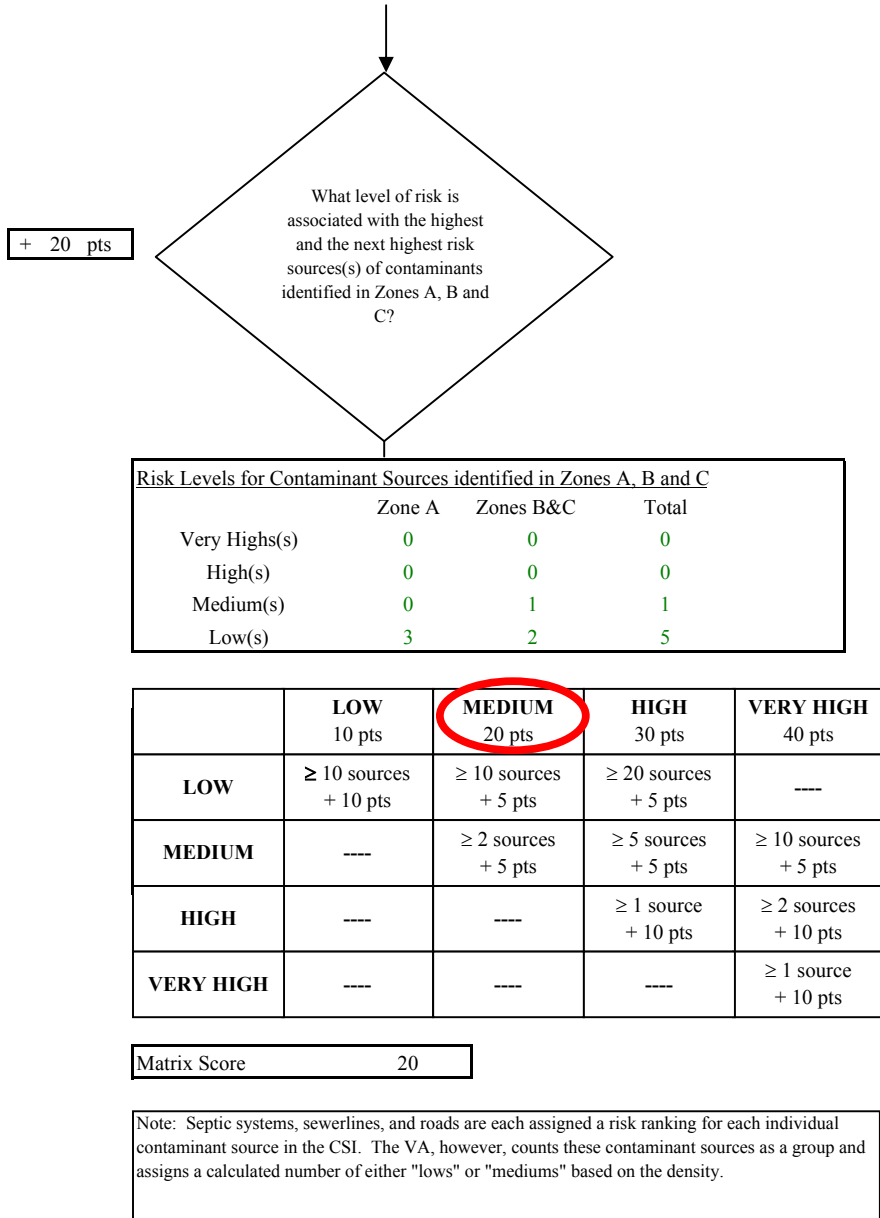 What level of risk is
associated with the highest
and the next highest risk
sources(s) of contaminants
identified in Zones A, B and
C?
+ 20 pts
Risk Levels for Contaminant Sources identified in Zones A, B and C
Zone A Zones B&C Total
Very Highs(s) 0 0 0
High(s) 0 0 0
Medium(s) 0 1 1
Low(s) 3 2 5
LOW MEDIUM HIGH VERY HIGH
10 pts 20 pts 30 pts 40 pts
LOW ≥ 10 sources ≥ 10 sources ≥ 20 sources ----
+ 10 pts + 5 pts + 5 pts
MEDIUM ---- ≥ 2 sources ≥ 5 sources ≥ 10 sources
+ 5 pts + 5 pts + 5 pts
HIGH ---- ---- ≥ 1 source ≥ 2 sources
+ 10 pts + 10 pts
VERY HIGH ---- ---- ---- ≥ 1 source
+ 10 pts
Matrix Score 20
Note: Septic systems, sewerlines, and roads are each assigned a risk ranking for each individual
contaminant source in the CSI. The VA, however, counts these contaminant sources as a group and
assigns a calculated number of either "lows" or "mediums" based on the density.